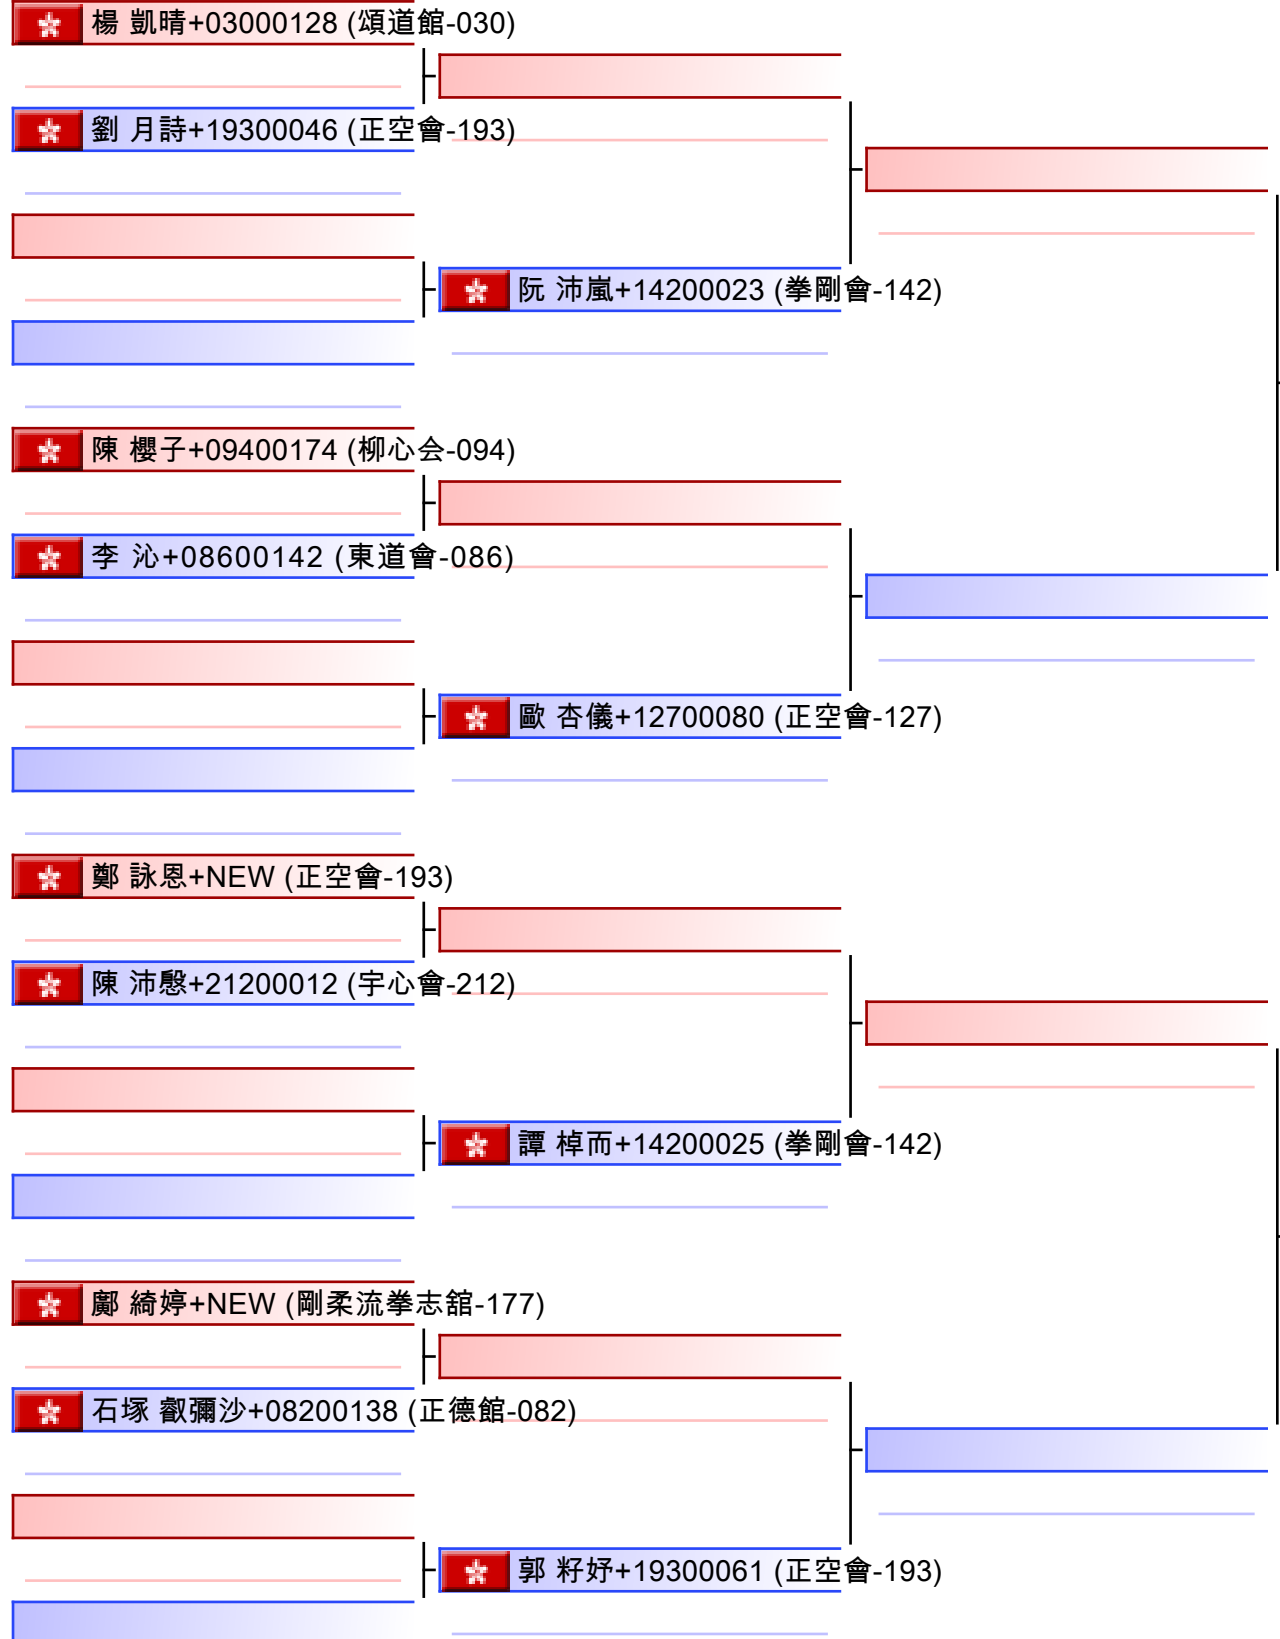 楊 凱晴+03000128 (頌道館-030)
劉 月詩+19300046 (正空會-193)
阮 沛嵐+14200023 (拳剛會-142)
陳 櫻子+09400174 (柳心会-094)
李 沁+08600142 (東道會-086)
歐 杏儀+12700080 (正空會-127)
鄭 詠恩+NEW (正空會-193)
陳 沛慇+21200012 (宇心會-212)
譚 棹而+14200025 (拳剛會-142)
鄺 綺婷+NEW (剛柔流拳志舘-177)
石塚 叡彌沙+08200138 (正德館-082)
郭 籽妤+19300061 (正空會-193)